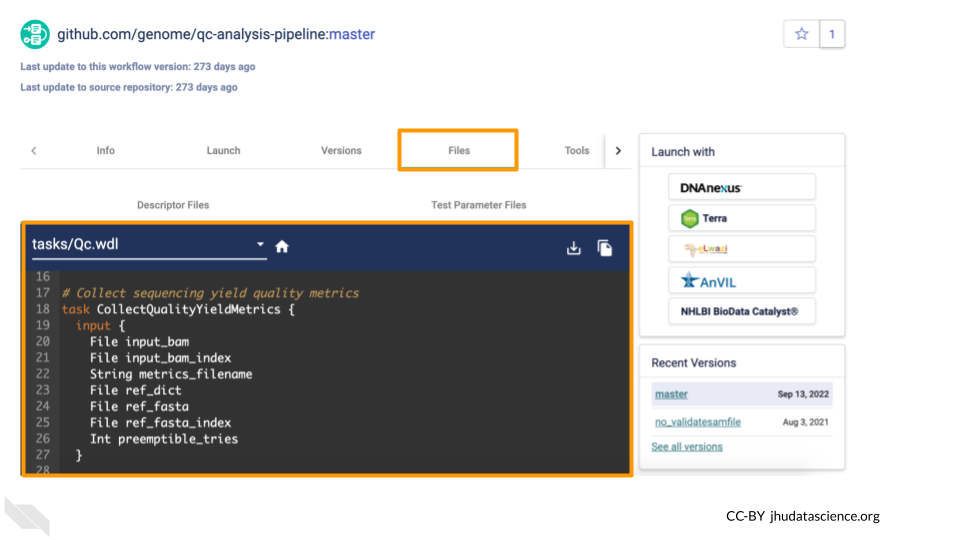 github.com/genome/qc-analysis-pipeline:master
1
Last update to this workflow version: 273 days ago
Last update to source repository: 273 days ago
Info
Launch
Versions
Files
Tools
Descriptor Files
Test Parameter Files
tasks/Qc.wdl
16
17 # Collect sequencing yield quality metrics
18 task CollectQualityYieldMetrics {
19 input {
20 File input_bam
21 File input_bam_index
22 String metrics_filename
23 File ref_dict
24 File ref_fasta
25 File ref_fasta_index
26 Int preemptible_tries
27 }
28
Launch with
DNAnexus
Terra
eLwazi
AnVIL
NHLBI BioData Catalyst®
Recent Versions
master Sep 13, 2022
no_validatesamfile Aug 3, 2021
See all versions
CC-BY jhudatascience.org